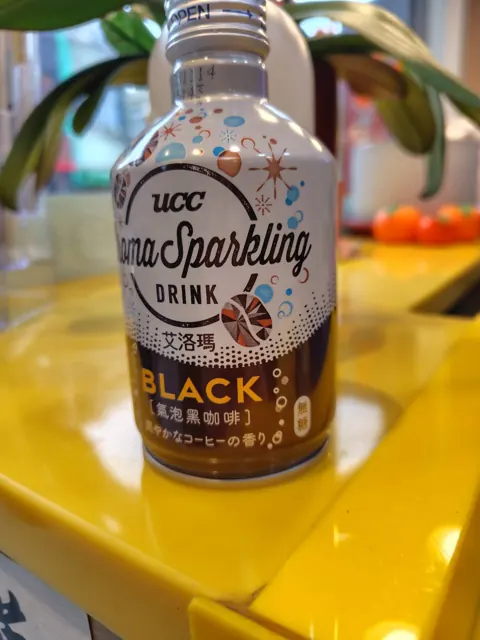 OPEN
ucc
oma Sparkling
DRINK
艾洛瑪
BLACK
[氣泡黑咖啡]
爽やかなコーヒーの香り
無糖